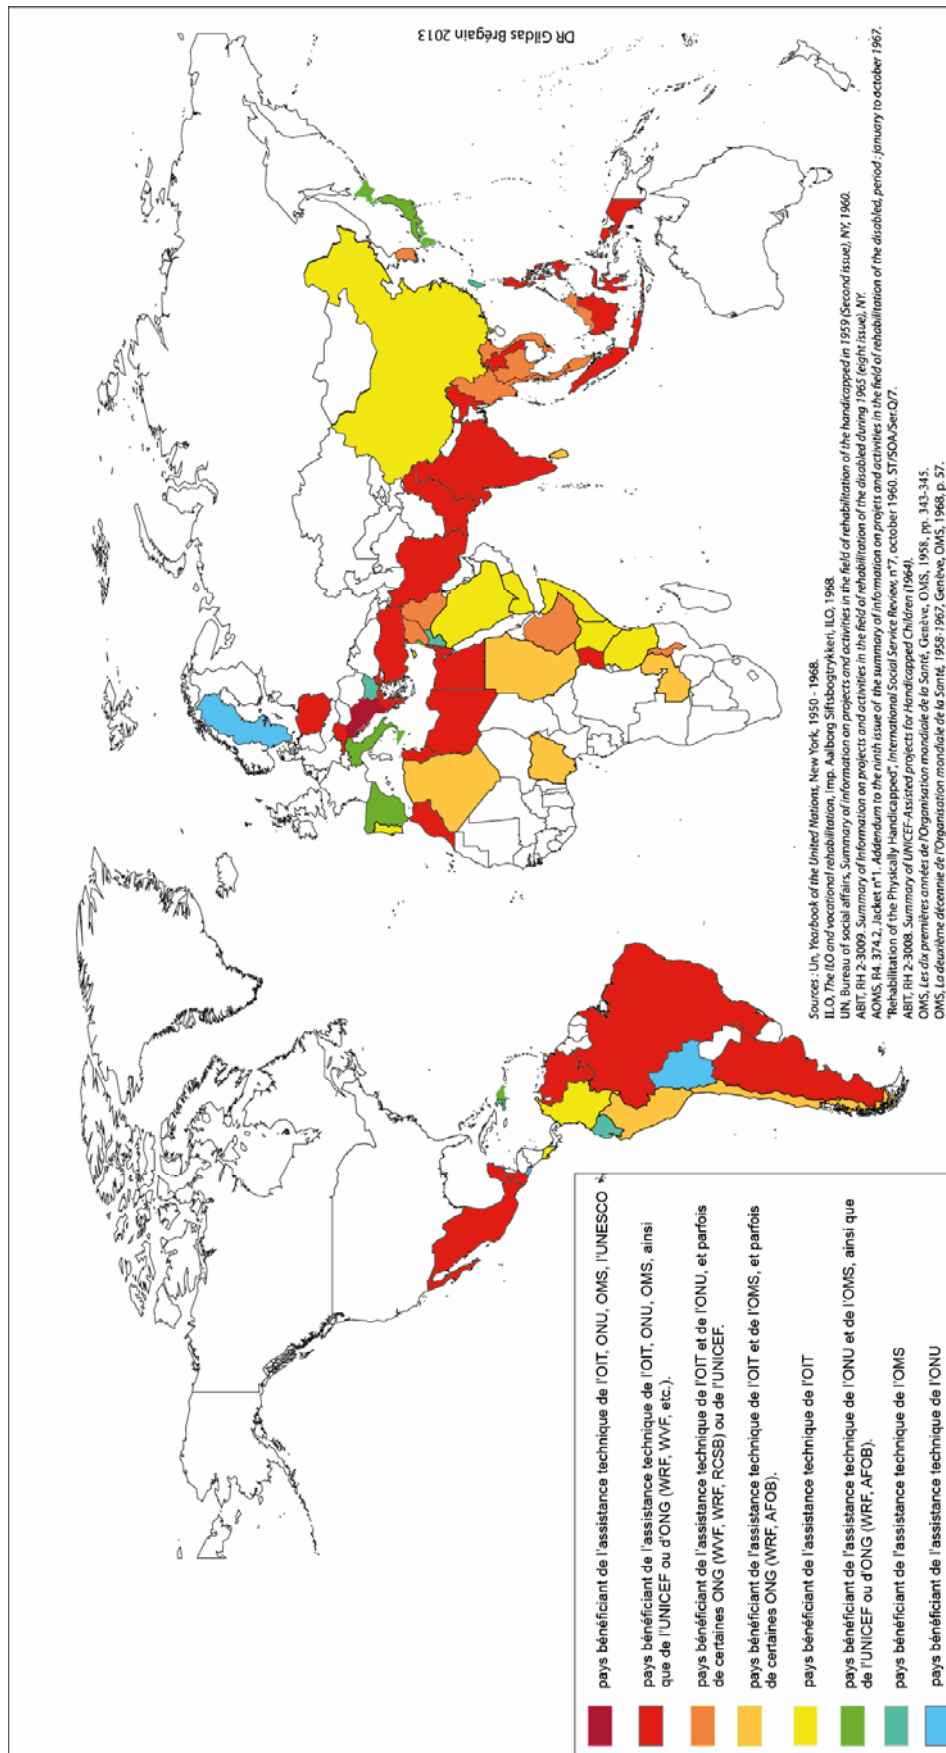 DR Gildas Brégain 2013
Sources : Un, Yearbook of the United Nations, New York, 1950 - 1968.
II.O, The ILO and vocational rehabilitation, Imp. Aalborg Siftsbogtrykkeri, ILO, 1968.
UN, Bureau of social affairs, Summary of information on projects and activities in the field of rehabilitation of the handicapped in 1959 (Second issue), NY, 1960.
ABIT, RH 2-3009. Summary of Information on projects and activities in the field of rehabilitation of the disabled during 1965 (eight issue), NY.
AOMS, R4. 374.2, Jacket n°1. Addendum to the ninth issue of the summary of information on projets and activities in the field of rehabilitation of the disabled, period : january to october 1967.
"Rehabilitation of the Physically Handicapped", International Social Service Review, n°7, october 1960. ST/SOA/Ser.Q/7.
ABIT, RH 2-3008. Summary of UNICEF-Assisted projects for Handicapped Children (1964).
OMS, Les dix premières années de l'Organisation mondiale de la Santé, Genève, OMS, 1958, pp. 343-345.
OMS, La deuxième décennie de l'Organisation mondiale de la Santé, 1958-1967, Genève, OMS, 1968, p. 57.
pays bénéficiant de l'assistance technique de l'OIT, ONU, OMS, l'UNESCO
pays bénéficiant de l'assistance technique de l'OIT, ONU, OMS, ainsi
que de l'UNICEF ou d'ONG (WRF, WVF, etc.).
pays bénéficiant de l'assistance technique de l'OIT et de l'ONU, et parfois
de certaines ONG (WVF, WRF, RCSB) ou de l'UNICEF.
pays bénéficiant de l'assistance technique de l'OIT et de l'OMS, et parfois
de certaines ONG (WRF, AFOB).
pays bénéficiant de l'assistance technique de l'OIT
pays bénéficiant de l'assistance technique de l'ONU et de l'OMS, ainsi que
de l'UNICEF ou d'ONG (WRF, AFOB).
pays bénéficiant de l'assistance technique de l'OMS
pays bénéficiant de l'assistance technique de l'ONU